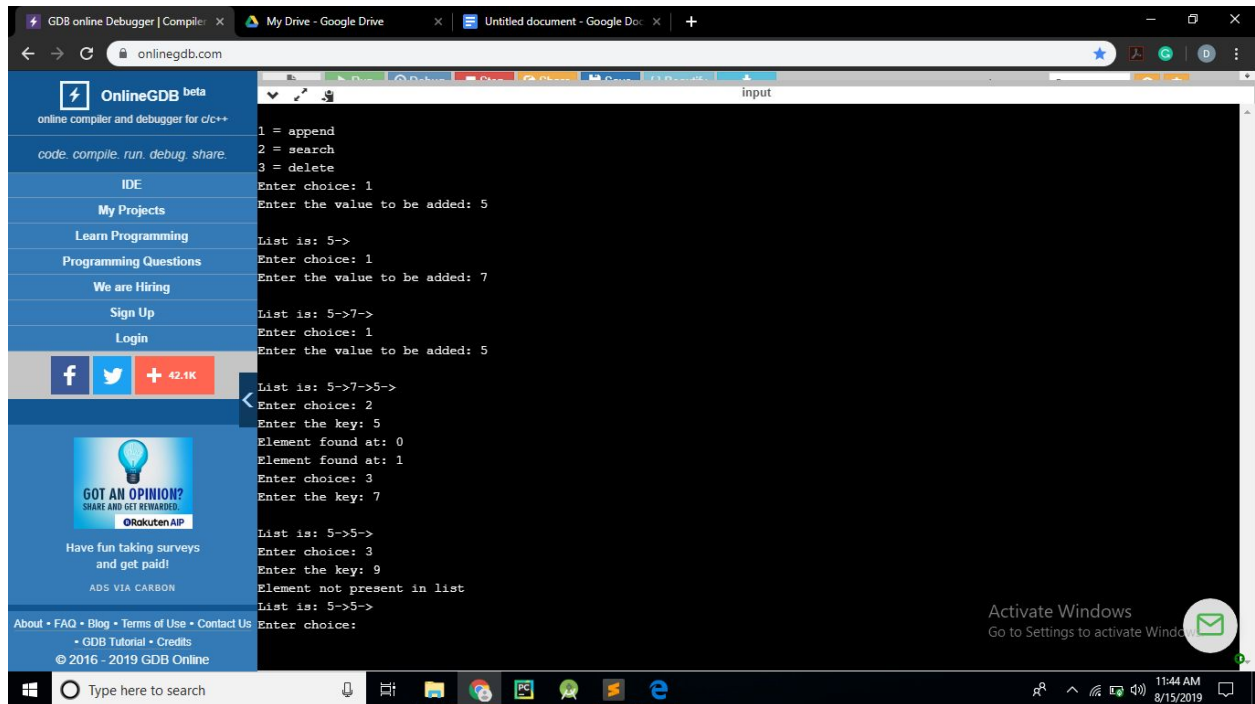 GDB online Debugger | Compiler
My Drive - Google Drive
Untitled document - Google Doc
onlinegdb.com
D
OnlineGDB beta
online compiler and debugger for c/c++
code. compile. run. debug. share.
IDE
My Projects
Learn Programming
Programming Questions
We are Hiring
Sign Up
Login
42.1K
GOT AN OPINION?
SHARE AND GET REWARDED.
Rakuten AIP
Have fun taking surveys
and get paid!
ADS VIA CARBON
About • FAQ • Blog • Terms of Use • Contact Us
• GDB Tutorial • Credits
© 2016 - 2019 GDB Online
input
1 = append
2 = search
3 = delete
Enter choice: 1
Enter the value to be added: 5
List is: 5->
Enter choice: 1
Enter the value to be added: 7
List is: 5->7->
Enter choice: 1
Enter the value to be added: 5
List is: 5->7->5->
Enter choice: 2
Enter the key: 5
Element found at: 0
Element found at: 1
Enter choice: 3
Enter the key: 7
List is: 5->5->
Enter choice: 3
Enter the key: 9
Element not present in list
List is: 5->5->
Enter choice:
Activate Windows
Go to Settings to activate
Type here to search
PC
11:44 AM
8/15/2019